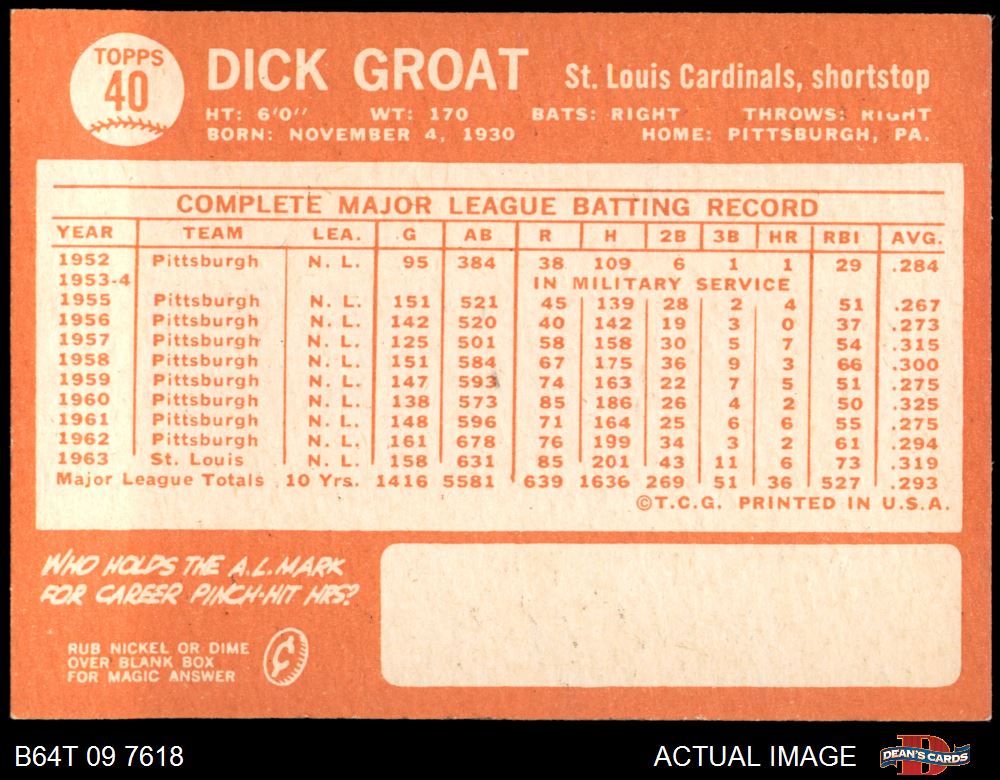 TOPPS
40
DICK GROAT St. Louis Cardinals, shortstop
HT: 6'0" WT: 170 BATS: RIGHT THROWS: RIGHT
BORN: NOVEMBER 4, 1930 HOME: PITTSBURGH, PA.
COMPLETE MAJOR LEAGUE BATTING RECORD
YEAR TEAM LEA. G AB R H 2B 3B HR RBI AVG.
1952 Pittsburgh N. L. 95 384 38 109 6 1 1 29 .284
1953-4 IN MILITARY SERVICE
1955 Pittsburgh N. L. 151 521 45 139 28 2 4 51 .267
1956 Pittsburgh N. L. 142 520 40 142 19 3 0 37 .273
1957 Pittsburgh N. L. 125 501 58 158 30 5 7 54 .315
1958 Pittsburgh N. L. 151 584 67 175 36 9 3 66 .300
1959 Pittsburgh N. L. 147 593 74 163 22 7 5 51 .275
1960 Pittsburgh N. L. 138 573 85 186 26 4 2 50 .325
1961 Pittsburgh N. L. 148 596 71 164 25 6 6 55 .275
1962 Pittsburgh N. L. 161 678 76 199 34 3 2 61 .294
1963 St. Louis N. L. 158 631 85 201 43 11 6 73 .319
Major League Totals 10 Yrs. 1416 5581 639 1636 269 51 36 527 .293
©T.C.G. PRINTED IN U.S.A.
WHO HOLDS THE A.L. MARK
FOR CAREER PINCH-HIT HRS?
RUB NICKEL OR DIME
OVER BLANK BOX
FOR MAGIC ANSWER
B64T 09 7618 ACTUAL IMAGE
D
DEAN'S CARDS